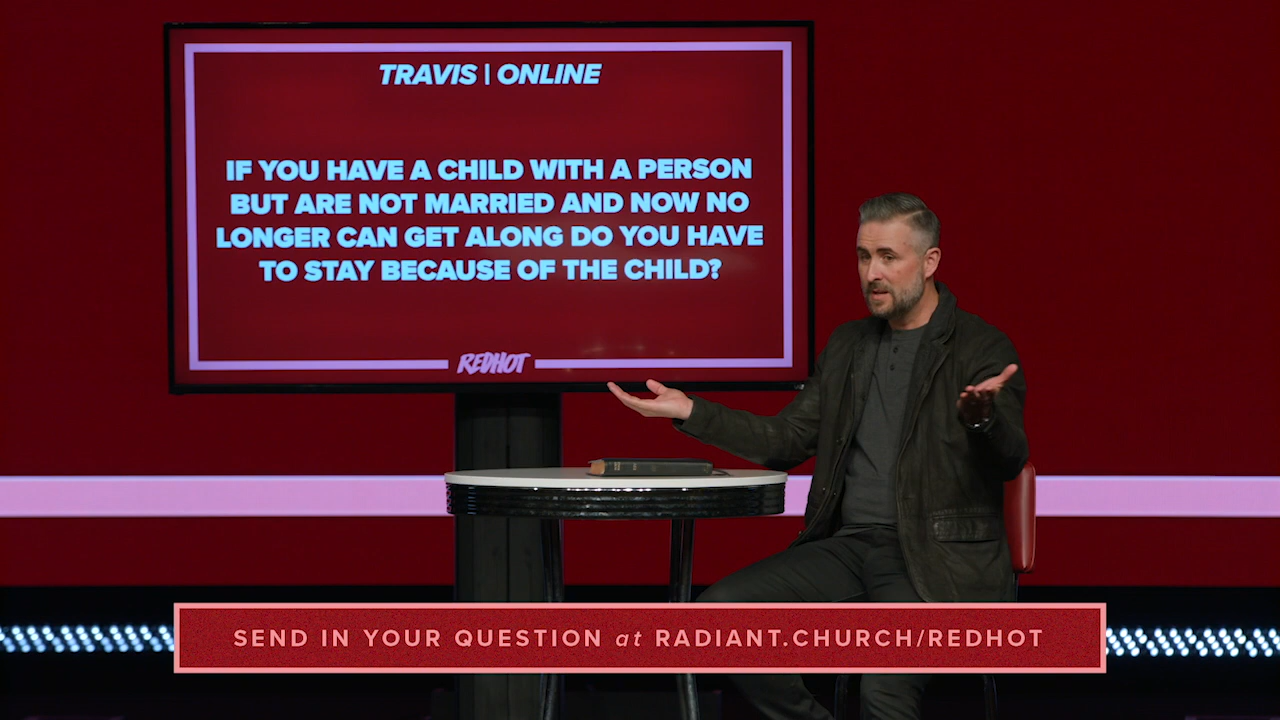 TRAVIS | ONLINE
IF YOU HAVE A CHILD WITH A PERSON
BUT ARE NOT MARRIED AND NOW NO
LONGER CAN GET ALONG DO YOU HAVE
TO STAY BECAUSE OF THE CHILD?
REDHOT
SEND IN YOUR QUESTION at RADIANT.CHURCH/REDHOT